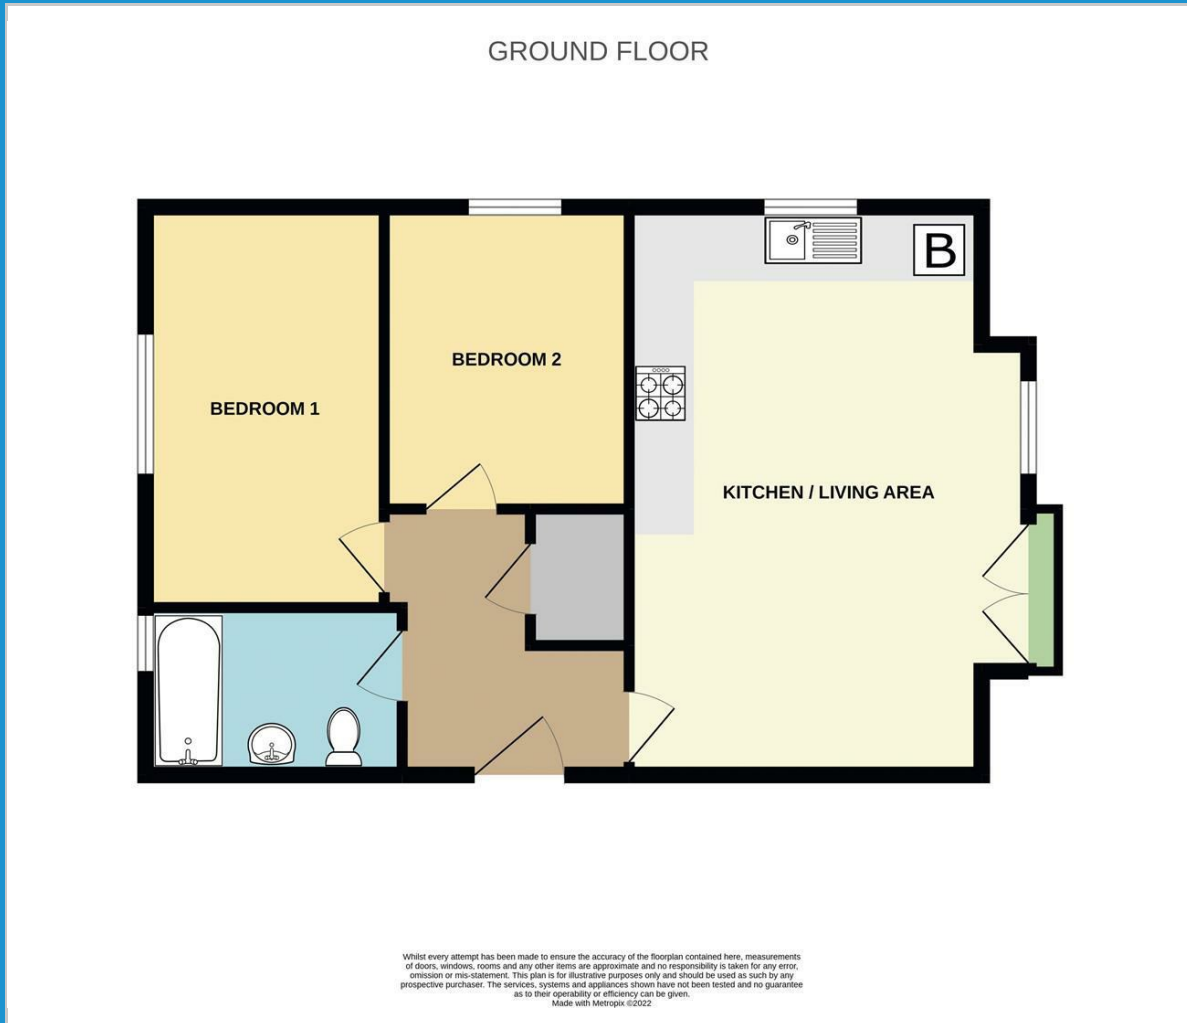 GROUND FLOOR
B
BEDROOM 2
BEDROOM 1
KITCHEN / LIVING AREA
Whilst every attempt has been made to ensure the accuracy of the floorplan contained here, measurements
of doors, windows, rooms and any other items are approximate and no responsibility is taken for any error,
omission or mis-statement. This plan is for illustrative purposes only and should be used as such by any
prospective purchaser. The services, systems and appliances shown have not been tested and no guarantee
as to their operability or efficiency can be given.
Made with Metropix ©2022